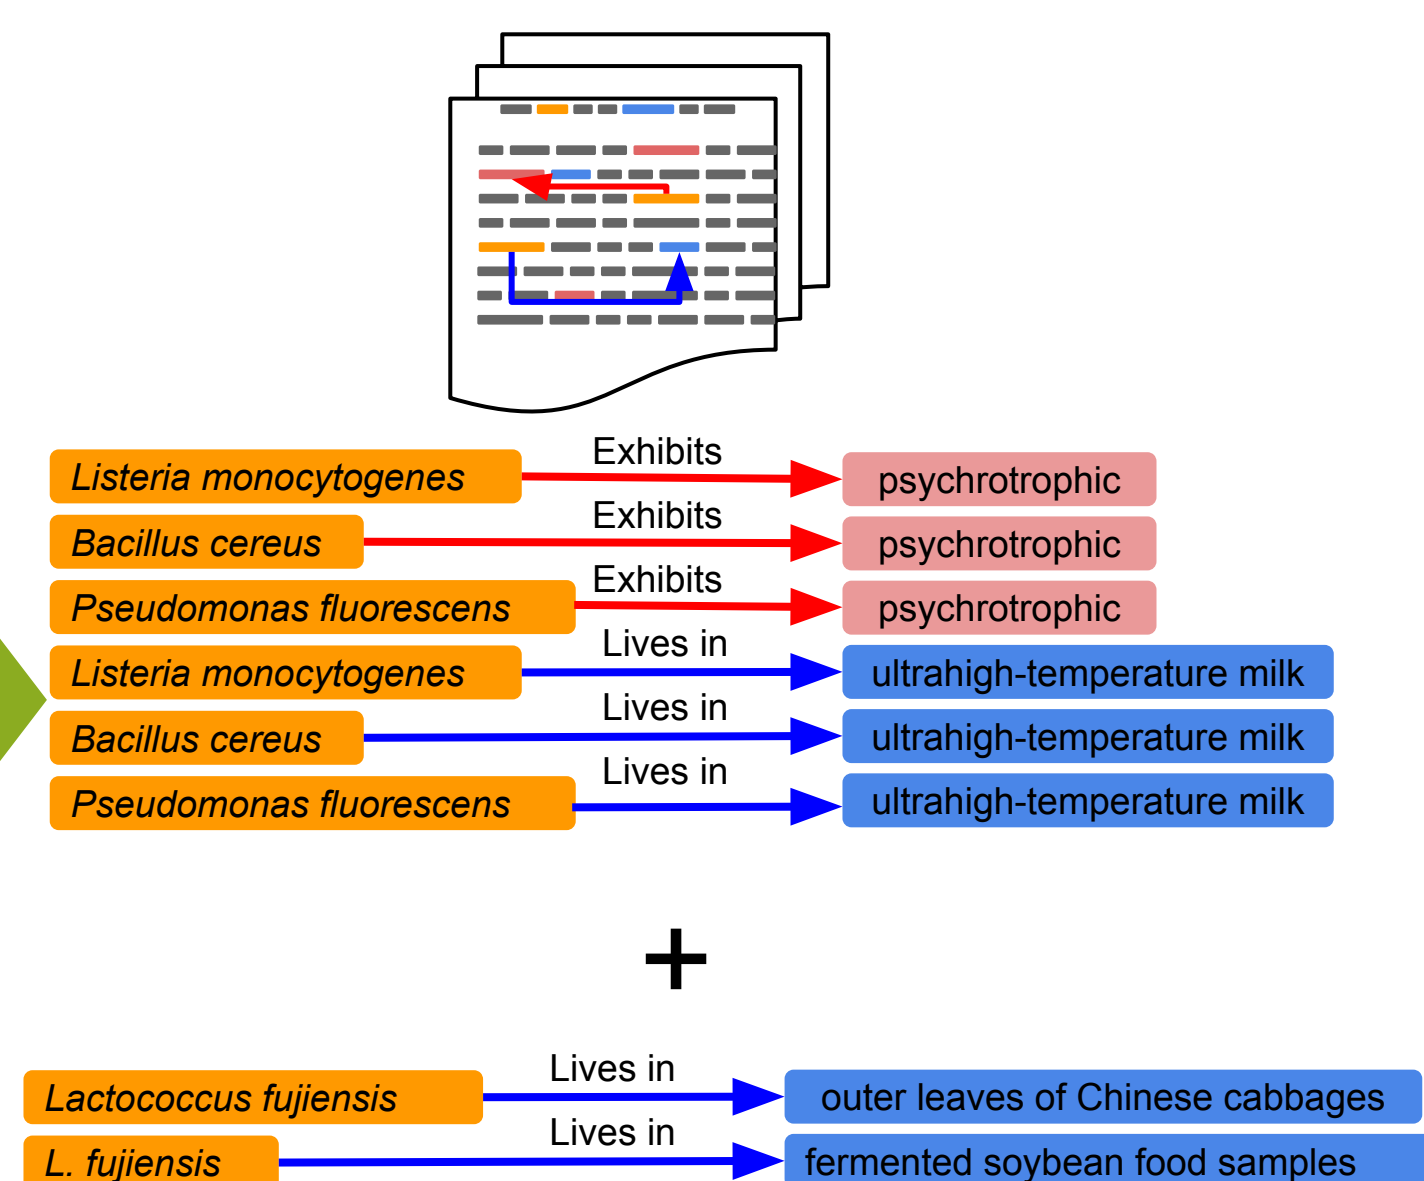 Listeria monocytogenes Exhibits psychrotrophic
Bacillus cereus Exhibits psychrotrophic
Pseudomonas fluorescens Exhibits psychrotrophic
Listeria monocytogenes Lives in ultrahigh-temperature milk
Bacillus cereus Lives in ultrahigh-temperature milk
Pseudomonas fluorescens Lives in ultrahigh-temperature milk
+
Lactococcus fujiensis Lives in outer leaves of Chinese cabbages
L. fujiensis Lives in fermented soybean food samples